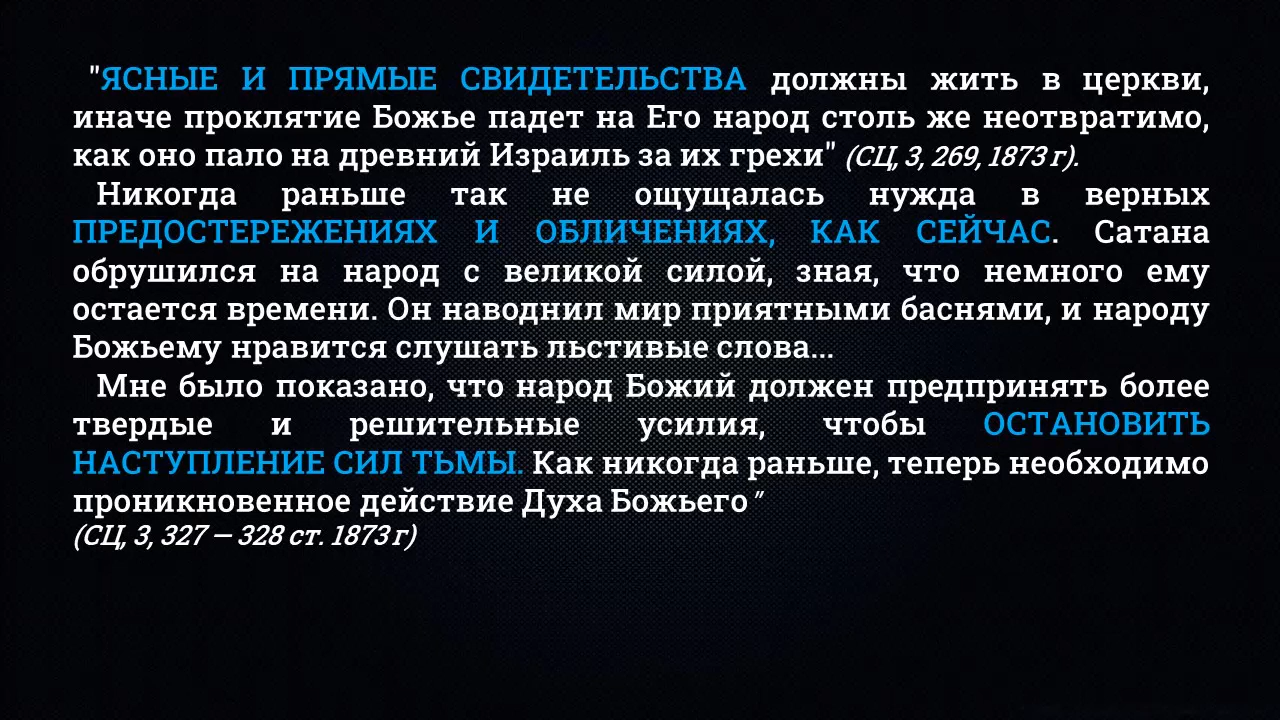 "ЯСНЫЕ И ПРЯМЫЕ СВИДЕТЕЛЬСТВА должны жить в церкви,
иначе проклятие Божье падет на Его народ столь же неотвратимо,
как оно пало на древний Израиль за их грехи" (СЦ, 3, 269, 1873 г).
Никогда раньше так не ощущалась нужда в верных
ПРЕДОСТЕРЕЖЕНИЯХ И ОБЛИЧЕНИЯХ, КАК СЕЙЧАС. Сатана
обрушился на народ с великой силой, зная, что немного ему
остается времени. Он наводнил мир приятными баснями, и народу
Божьему нравится слушать льстивые слова...
Мне было показано, что народ Божий должен предпринять более
твердые и решительные усилия, чтобы ОСТАНОВИТЬ
НАСТУПЛЕНИЕ СИЛ ТЬМЫ. Как никогда раньше, теперь необходимо
проникновенное действие Духа Божьего"
(СЦ, 3, 327 – 328 ст. 1873 г)